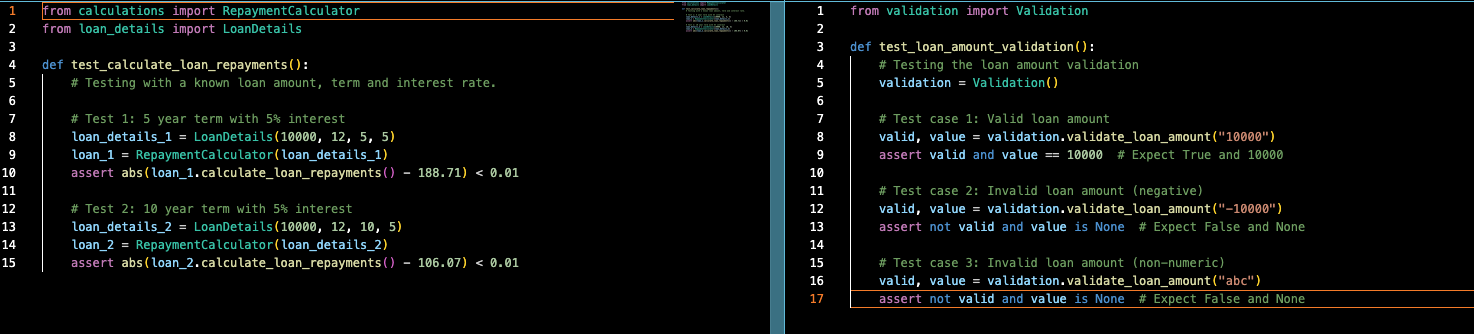 1 from calculations import RepaymentCalculator
2 from loan_details import LoanDetails
3
4 def test_calculate_loan_repayments():
5 # Testing with a known loan amount, term and interest rate.
6
7 # Test 1: 5 year term with 5% interest
8 loan_details_1 = LoanDetails(10000, 12, 5, 5)
9 loan_1 = RepaymentCalculator(loan_details_1)
10 assert abs(loan_1.calculate_loan_repayments() - 188.71) < 0.01
11
12 # Test 2: 10 year term with 5% interest
13 loan_details_2 = LoanDetails(10000, 12, 10, 5)
14 loan_2 = RepaymentCalculator(loan_details_2)
15 assert abs(loan_2.calculate_loan_repayments() - 106.07) < 0.01
1 from validation import Validation
2
3 def test_loan_amount_validation():
4 # Testing the loan amount validation
5 validation = Validation()
6
7 # Test case 1: Valid loan amount
8 valid, value = validation.validate_loan_amount("10000")
9 assert valid and value == 10000 # Expect True and 10000
10
11 # Test case 2: Invalid loan amount (negative)
12 valid, value = validation.validate_loan_amount("-10000")
13 assert not valid and value is None # Expect False and None
14
15 # Test case 3: Invalid loan amount (non-numeric)
16 valid, value = validation.validate_loan_amount("abc")
17 assert not valid and value is None # Expect False and None